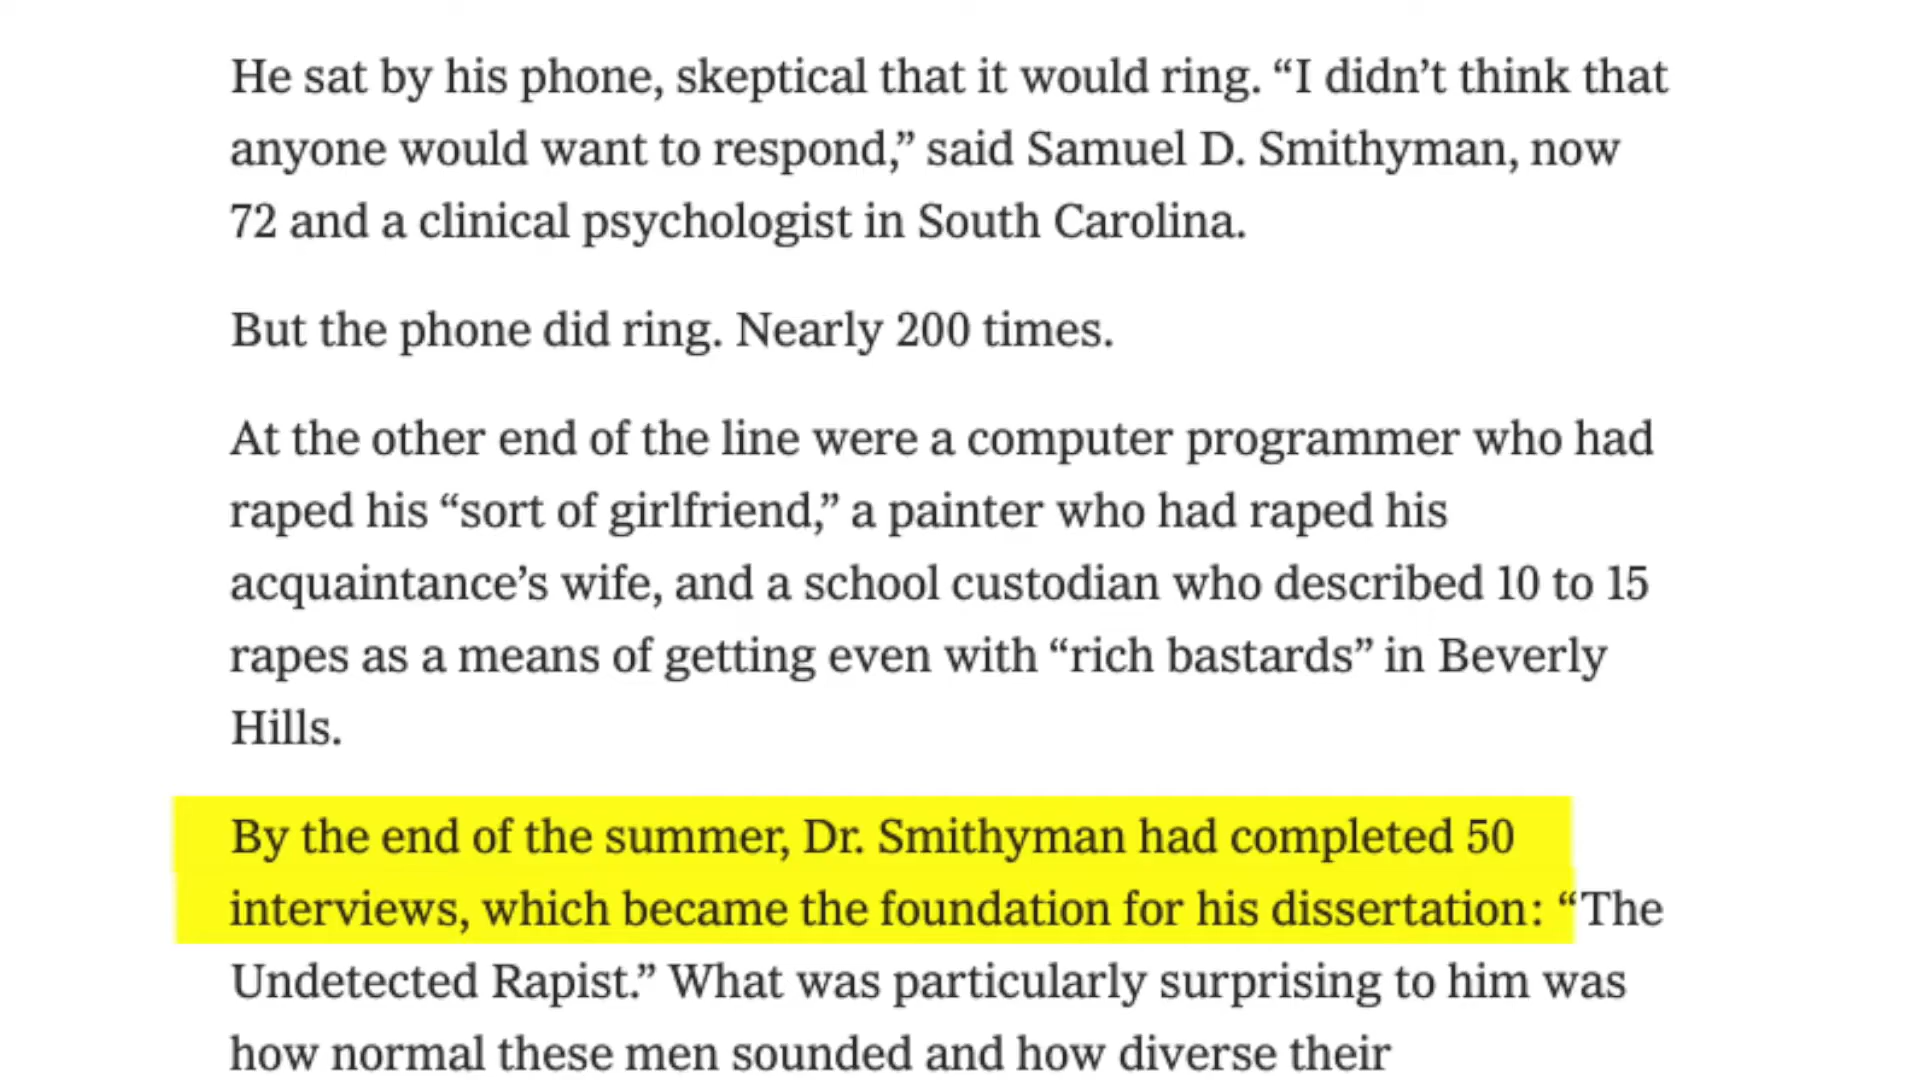 He sat by his phone, skeptical that it would ring. “I didn’t think that
anyone would want to respond,” said Samuel D. Smithyman, now
72 and a clinical psychologist in South Carolina.
But the phone did ring. Nearly 200 times.
At the other end of the line were a computer programmer who had
raped his “sort of girlfriend,” a painter who had raped his
acquaintance’s wife, and a school custodian who described 10 to 15
rapes as a means of getting even with “rich bastards” in Beverly
Hills.
By the end of the summer, Dr. Smithyman had completed 50
interviews, which became the foundation for his dissertation: “The
Undetected Rapist.” What was particularly surprising to him was
how normal these men sounded and how diverse their